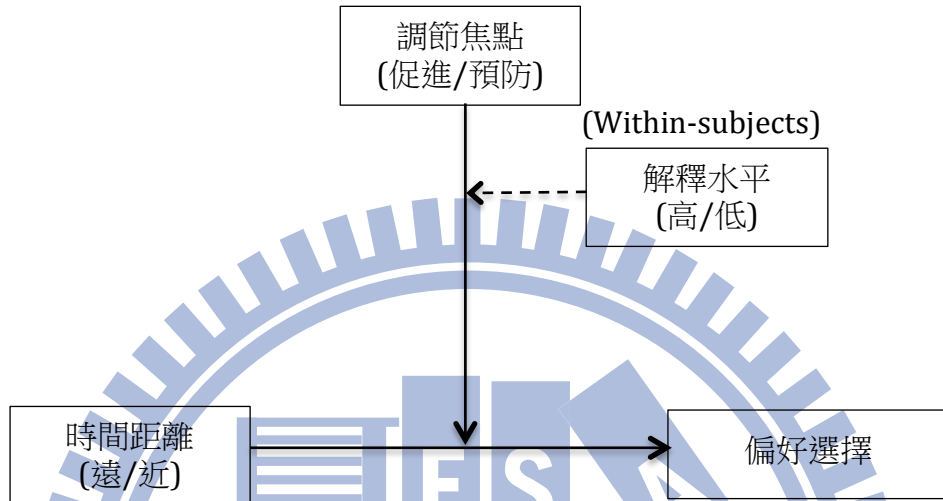 調節焦點
(促進/預防)
(Within-subjects)
解釋水平
(高/低)
時間距離
(遠/近)
偏好選擇
ES